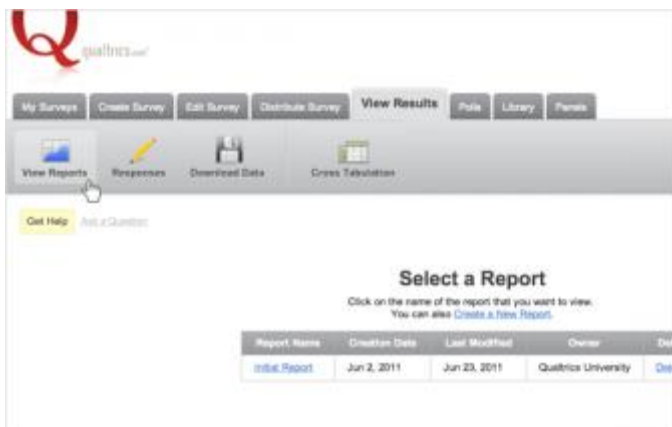 Q
qualtrics.com
My Surveys Create Survey Edit Survey Distribute Survey View Results Polls Library Panels
View Reports Responses Download Data Cross Tabulation
Get Help Ask a Question
Select a Report
Click on the name of the report that you want to view.
You can also Create a New Report.
Report Name Creation Date Last Modified Owner Del
Initial Report Jun 2, 2011 Jun 23, 2011 Qualtrics University Del